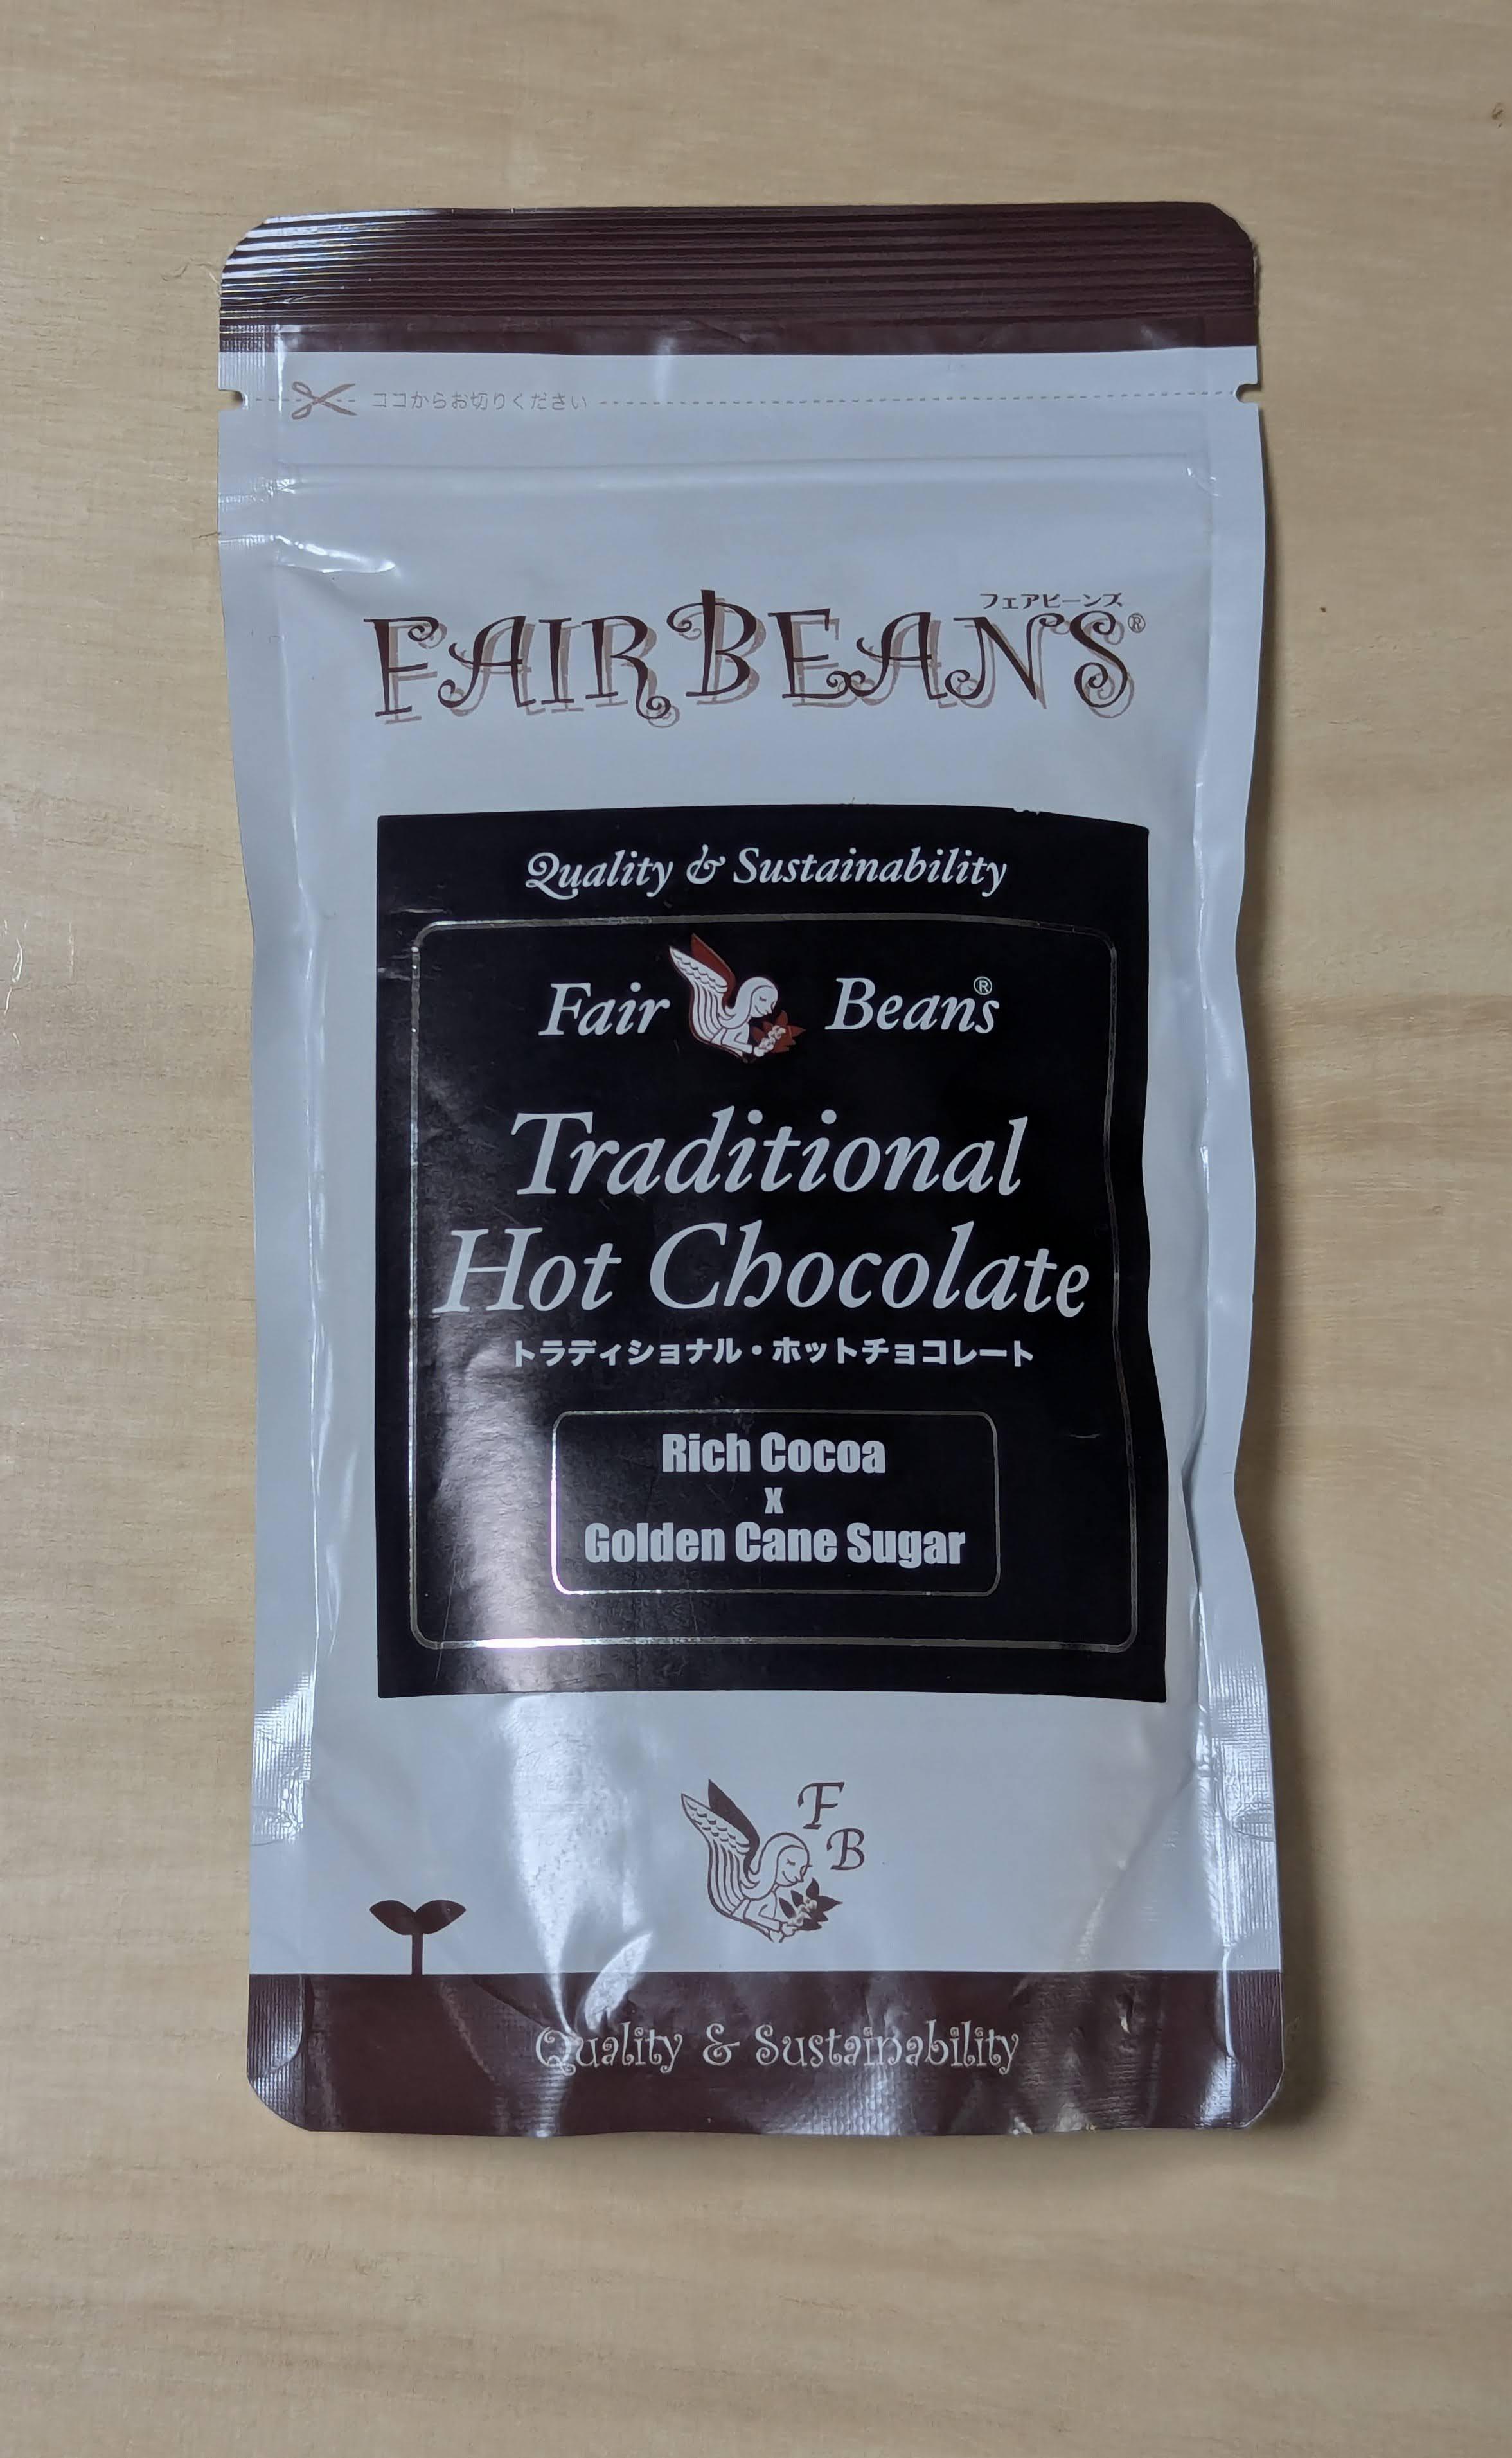 ココからお切りください
フェアビーンズ
FAIR BEANS®
Quality & Sustainability
Fair Beans®
Traditional
Hot Chocolate
トラディショナル・ホットチョコレート
Rich Cocoa
x
Golden Cane Sugar
F
B
Quality & Sustainability